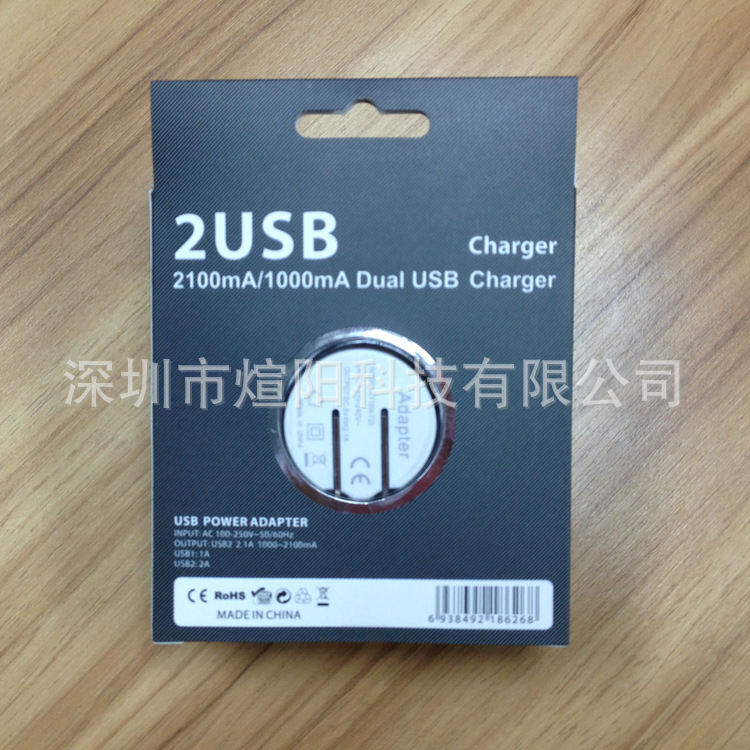 2USB Charger
2100mA/1000mA Dual USB Charger
深圳市煊阳科技有限公司
Adapter
CE
USB POWER ADAPTER
INPUT: AC 100-250V~50/60Hz
OUTPUT: USB2 2.1A 1000~2100mA
USB1: 1A
USB2: 2A
CE RoHS
MADE IN CHINA
6 938492 186268